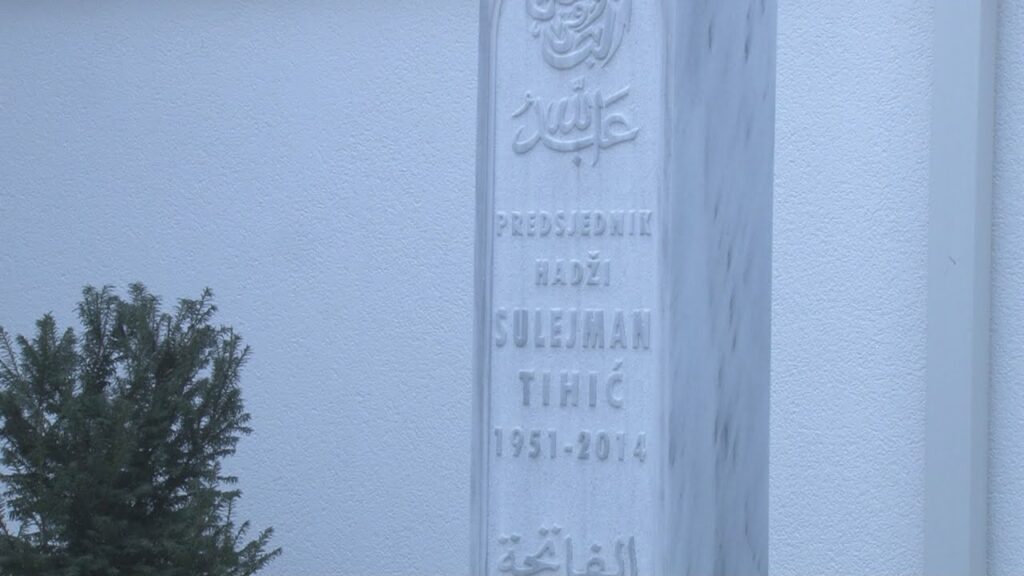 عبد الله
PREDSJEDNIK
HADŽI
SULEJMAN
TIHIĆ
1951-2014
الفاتحة